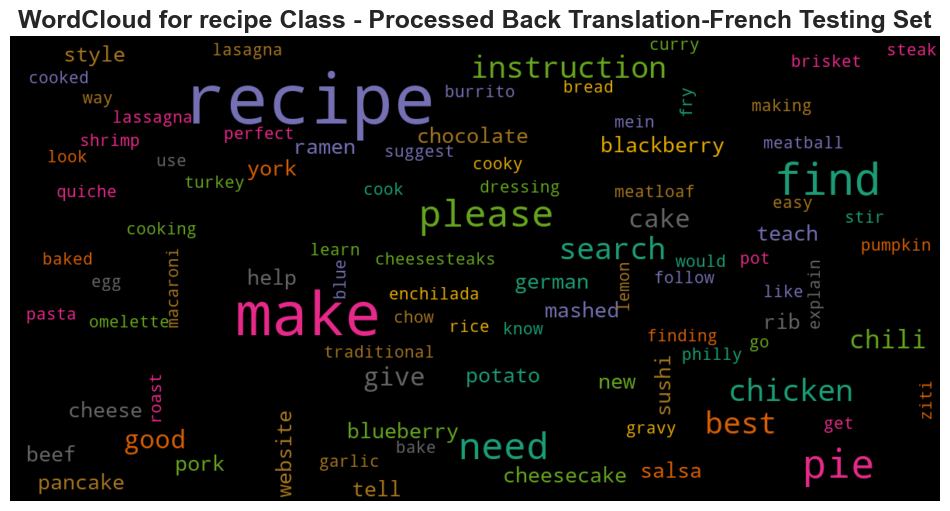 WordCloud for recipe Class - Processed Back Translation-French Testing Set
style
lasagna
curry
steak
cooked
instruction
brisket
recipe
burrito
bread
way
fry
making
lassagna
perfect
chocolate
mein
shrimp
ramen
suggest
blackberry
meatball
look
use
york
cooky
find
quiche
turkey
cook
dressing
meatloaf
easy
please
cake
stir
cooking
teach
learn
search
pumpkin
baked
cheesesteaks
would
pot
egg
macaroni
help
blue
german
lemon
follow
explain
like
enchilada
mashed
pasta
omelette
make
chow
rice
know
rib
finding
go
chili
traditional
philly
give
potato
new
sushi
chicken
roast
ziti
cheese
best
get
good
website
blueberry
need
gravy
beef
bake
pork
garlic
pie
pancake
cheesecake
salsa
tell